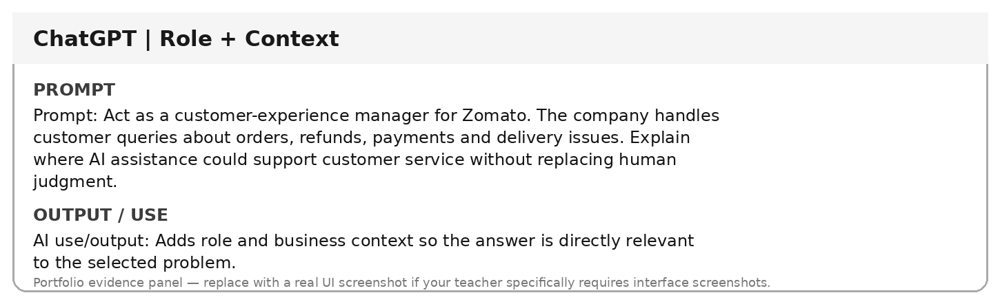 ChatGPT | Role + Context
PROMPT
Prompt: Act as a customer-experience manager for Zomato. The company handles
customer queries about orders, refunds, payments and delivery issues. Explain
where AI assistance could support customer service without replacing human
judgment.
OUTPUT / USE
AI use/output: Adds role and business context so the answer is directly relevant
to the selected problem.
Portfolio evidence panel — replace with a real UI screenshot if your teacher specifically requires interface screenshots.